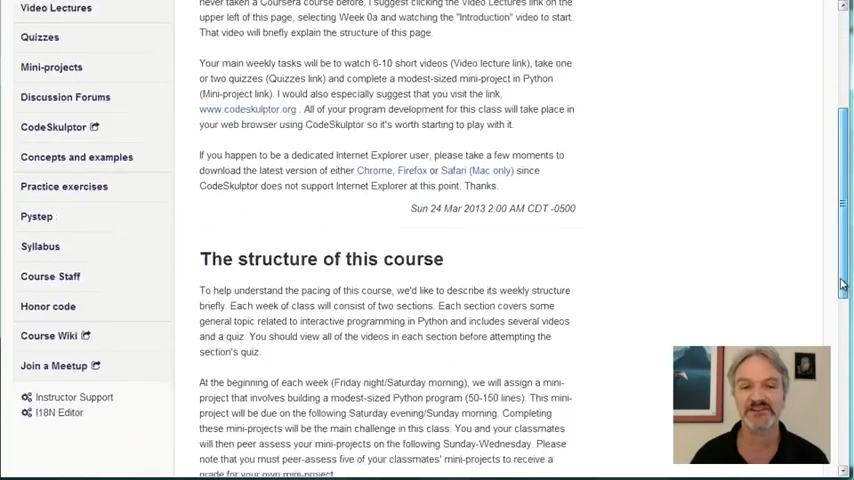 Video Lectures
Quizzes
Mini-projects
Discussion Forums
CodeSkulptor
Concepts and examples
Practice exercises
Pystep
Syllabus
Course Staff
Honor code
Course Wiki
Join a Meetup
Instructor Support
I18N Editor
never taken a Coursera course before, I suggest clicking the Video Lectures link on the
upper left of this page, selecting Week 0a and watching the "Introduction" video to start.
That video will briefly explain the structure of this page.
Your main weekly tasks will be to watch 6-10 short videos (Video lecture link), take one
or two quizzes (Quizzes link) and complete a modest-sized mini-project in Python
(Mini-project link). I would also especially suggest that you visit the link,
www.codeskulptor.org . All of your program development for this class will take place in
your web browser using CodeSkulptor so it's worth starting to play with it.
If you happen to be a dedicated Internet Explorer user, please take a few moments to
download the latest version of either Chrome, Firefox or Safari (Mac only) since
CodeSkulptor does not support Internet Explorer at this point. Thanks.
Sun 24 Mar 2013 2:00 AM CDT -0500
The structure of this course
To help understand the pacing of this course, we'd like to describe its weekly structure
briefly. Each week of class will consist of two sections. Each section covers some
general topic related to interactive programming in Python and includes several videos
and a quiz. You should view all of the videos in each section before attempting the
section's quiz.
At the beginning of each week (Friday night/Saturday morning), we will assign a mini-
project that involves building a modest-sized Python program (50-150 lines). This mini-
project will be due on the following Saturday evening/Sunday morning. Completing
these mini-projects will be the main challenge in this class. You and your classmates
will then peer assess your mini-projects on the following Sunday-Wednesday. Please
note that you must peer-assess five of your classmates' mini-projects to receive a
grade for your own mini-project.